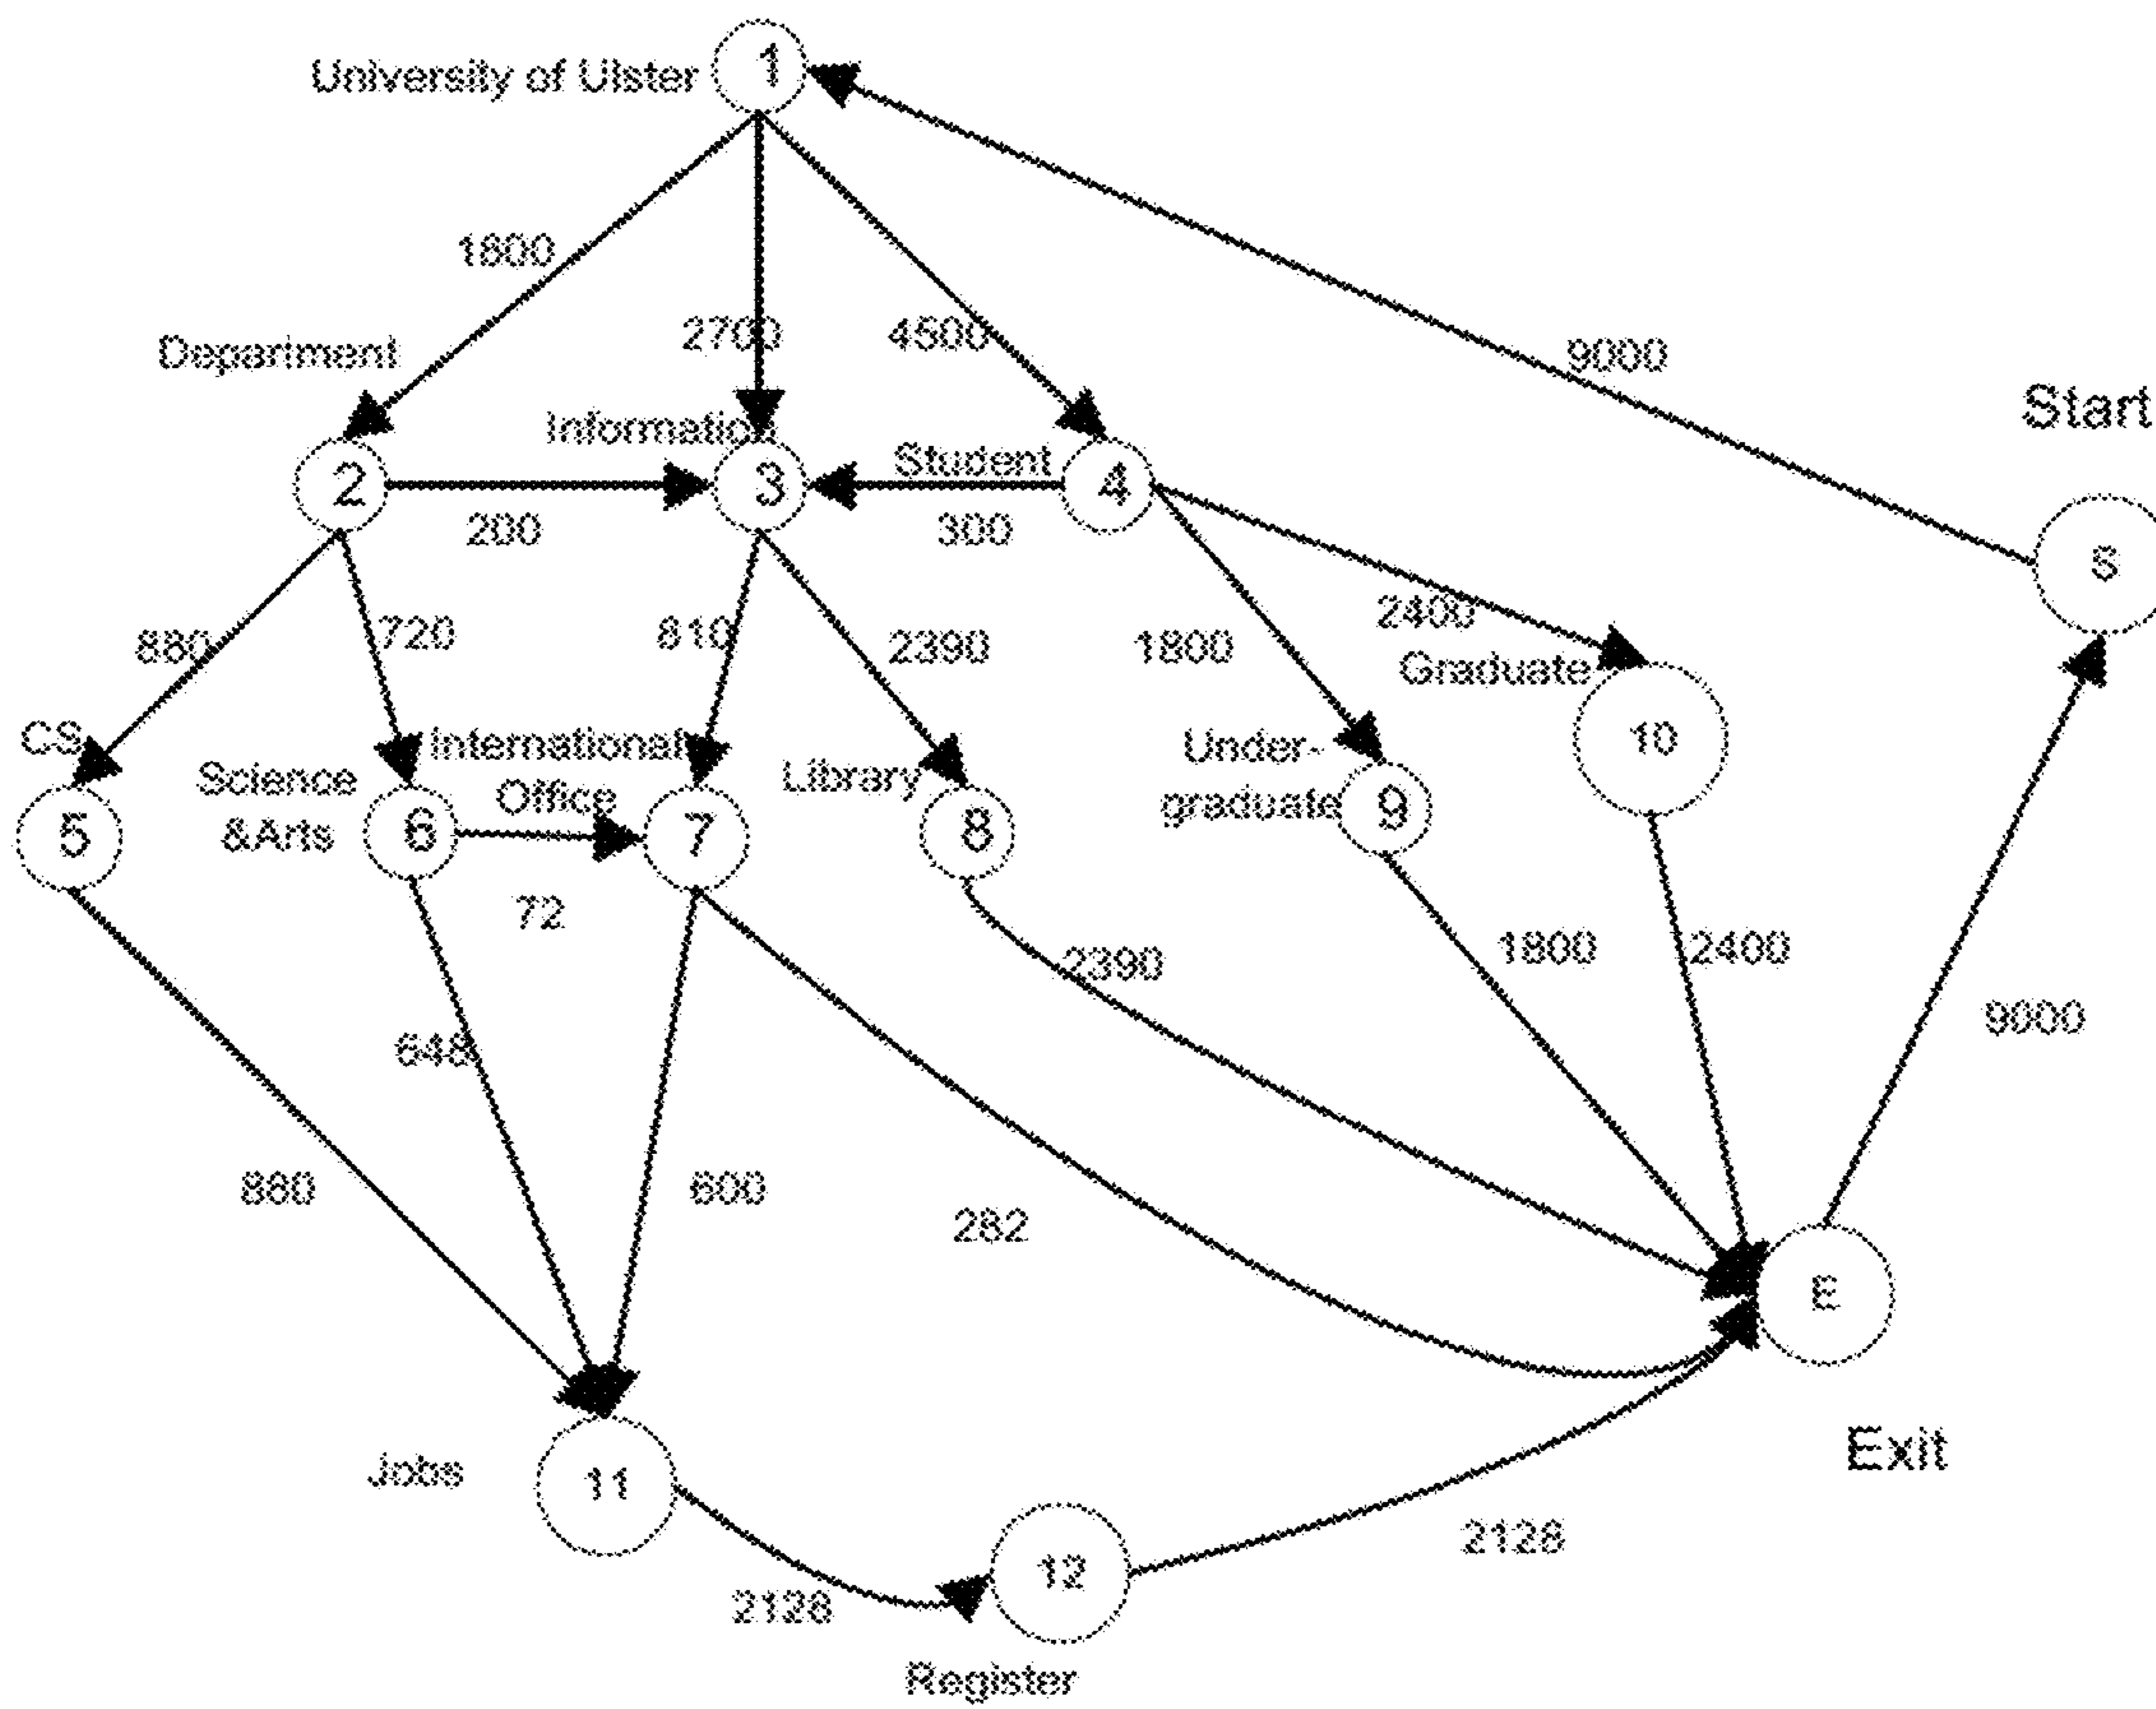 University of Ulster
1
1800
2700
4500
9000
Department
Start
Information
Student
2
3
4
200
300
S
880
720
810
2390
1800
2400
Graduate
CS
International
Under-
10
Science
Office
Library
graduate
&Arts
5
6
7
8
9
72
2390
1800
2400
648
9000
880
600
282
E
Exit
Jobs
11
12
2128
2128
Register